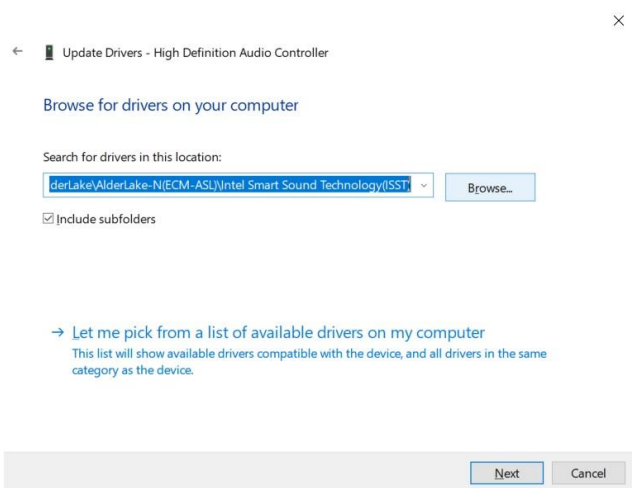 Update Drivers - High Definition Audio Controller
Browse for drivers on your computer
Search for drivers in this location:
derLake\AlderLake-N(ECM-ASL)\Intel Smart Sound Technology(ISST)
Browse...
Include subfolders
Let me pick from a list of available drivers on my computer
This list will show available drivers compatible with the device, and all drivers in the same
category as the device.
Next Cancel